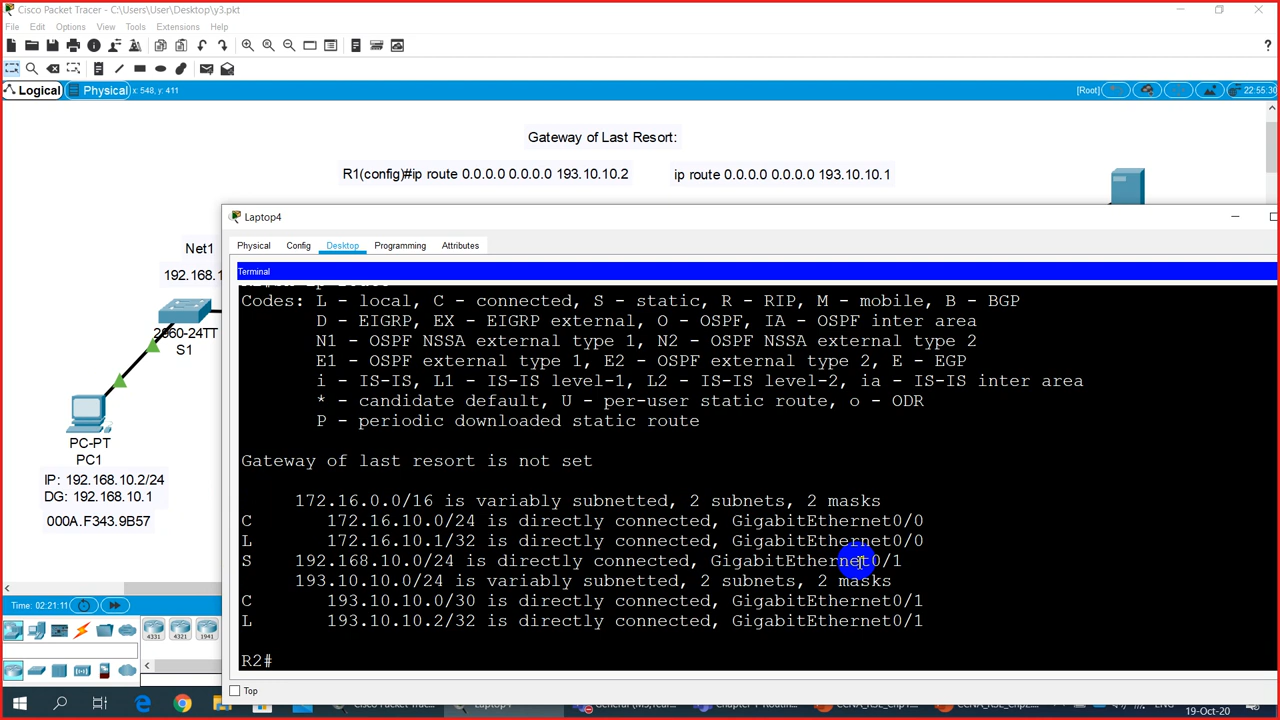 Cisco Packet Tracer - C:\Users\User\Desktop\y3.pkt
File Edit Options View Tools Extensions Help
?
Logical Physical x: 548, y: 411 [Root] 22:55:30
Gateway of Last Resort:
R1(config)#ip route 0.0.0.0 0.0.0.0 193.10.10.2 ip route 0.0.0.0 0.0.0.0 193.10.10.1
Laptop4
Physical Config Desktop Programming Attributes
Terminal
Codes: L - local, C - connected, S - static, R - RIP, M - mobile, B - BGP
D - EIGRP, EX - EIGRP external, O - OSPF, IA - OSPF inter area
N1 - OSPF NSSA external type 1, N2 - OSPF NSSA external type 2
E1 - OSPF external type 1, E2 - OSPF external type 2, E - EGP
i - IS-IS, L1 - IS-IS level-1, L2 - IS-IS level-2, ia - IS-IS inter area
* - candidate default, U - per-user static route, o - ODR
P - periodic downloaded static route
Gateway of last resort is not set
172.16.0.0/16 is variably subnetted, 2 subnets, 2 masks
C 172.16.10.0/24 is directly connected, GigabitEthernet0/0
L 172.16.10.1/32 is directly connected, GigabitEthernet0/0
S 192.168.10.0/24 is directly connected, GigabitEthernet0/1
193.10.10.0/24 is variably subnetted, 2 subnets, 2 masks
C 193.10.10.0/30 is directly connected, GigabitEthernet0/1
L 193.10.10.2/32 is directly connected, GigabitEthernet0/1
R2#
Top
Net1
192.168.1
2960-24TT
S1
PC-PT
PC1
IP: 192.168.10.2/24
DG: 192.168.10.1
000A.F343.9B57
Time: 02:21:11
4331 4321 1941
Cisco Packet Tracer Laptop4
19-Oct-20